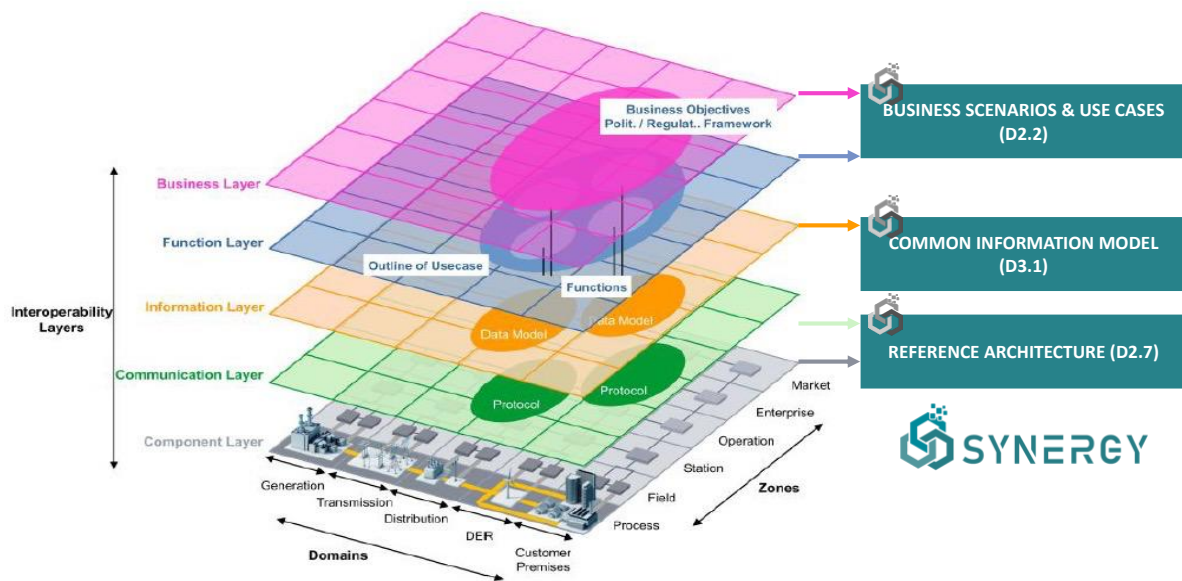 Business Objectives
Polit. / Regulat.. Framework
BUSINESS SCENARIOS & USE CASES
(D2.2)
Business Layer
Function Layer
Outline of Usecase
Functions
COMMON INFORMATION MODEL
(D3.1)
Interoperability
Layers
Information Layer
Data Model
Data Model
REFERENCE ARCHITECTURE (D2.7)
Communication Layer
Protocol
Protocol
Component Layer
Market
Enterprise
Operation
Station
Field
Process
Zones
SYNERGY
Generation
Transmission
Distribution
DER
Customer
Premises
Domains